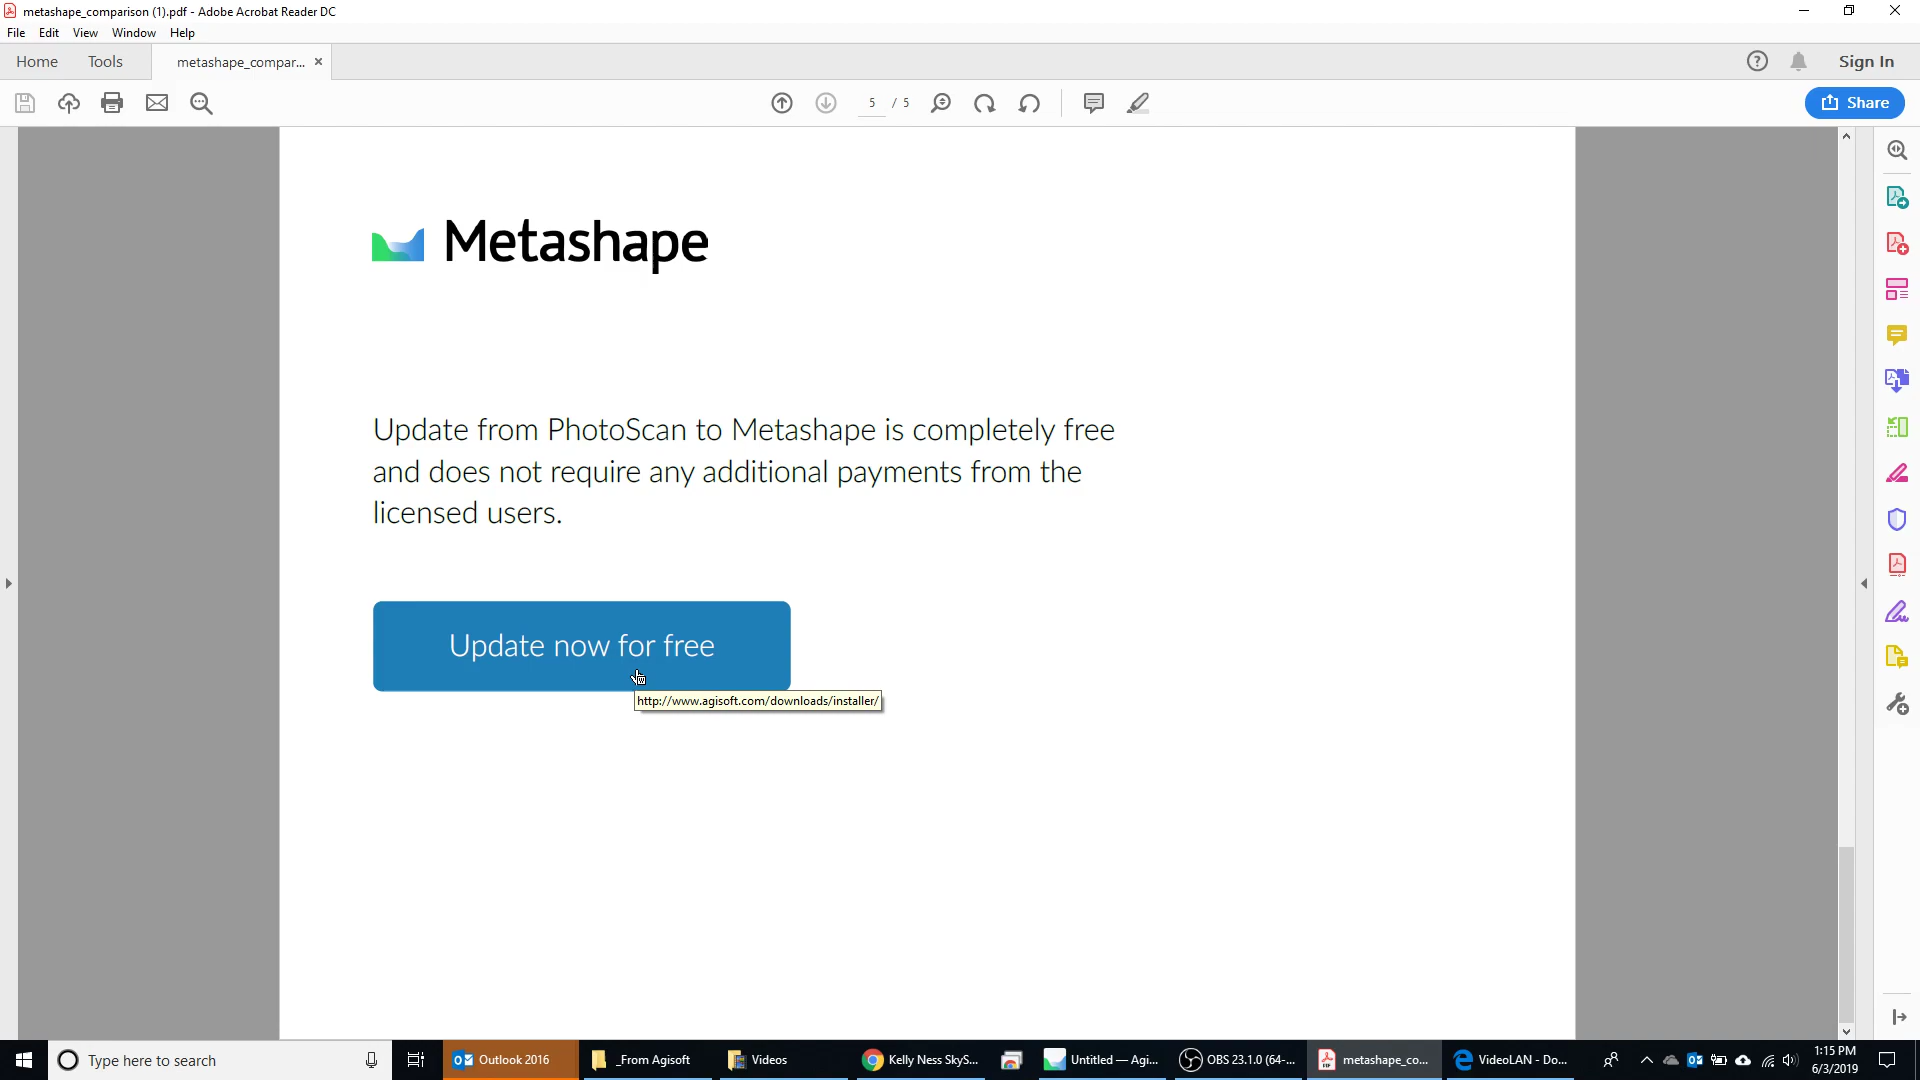 metashape_comparison (1).pdf - Adobe Acrobat Reader DC
File Edit View Window Help
Home Tools metashape_compar... ×
Sign In
5 / 5
Share
Metashape
Update from PhotoScan to Metashape is completely free
and does not require any additional payments from the
licensed users.
Update now for free
http://www.agisoft.com/downloads/installer/
Type here to search
Outlook 2016
_From Agisoft
Videos
Kelly Ness SkyS...
Untitled — Agi...
OBS 23.1.0 (64-...
metashape_co...
VideoLAN - Do...
1:15 PM
6/3/2019